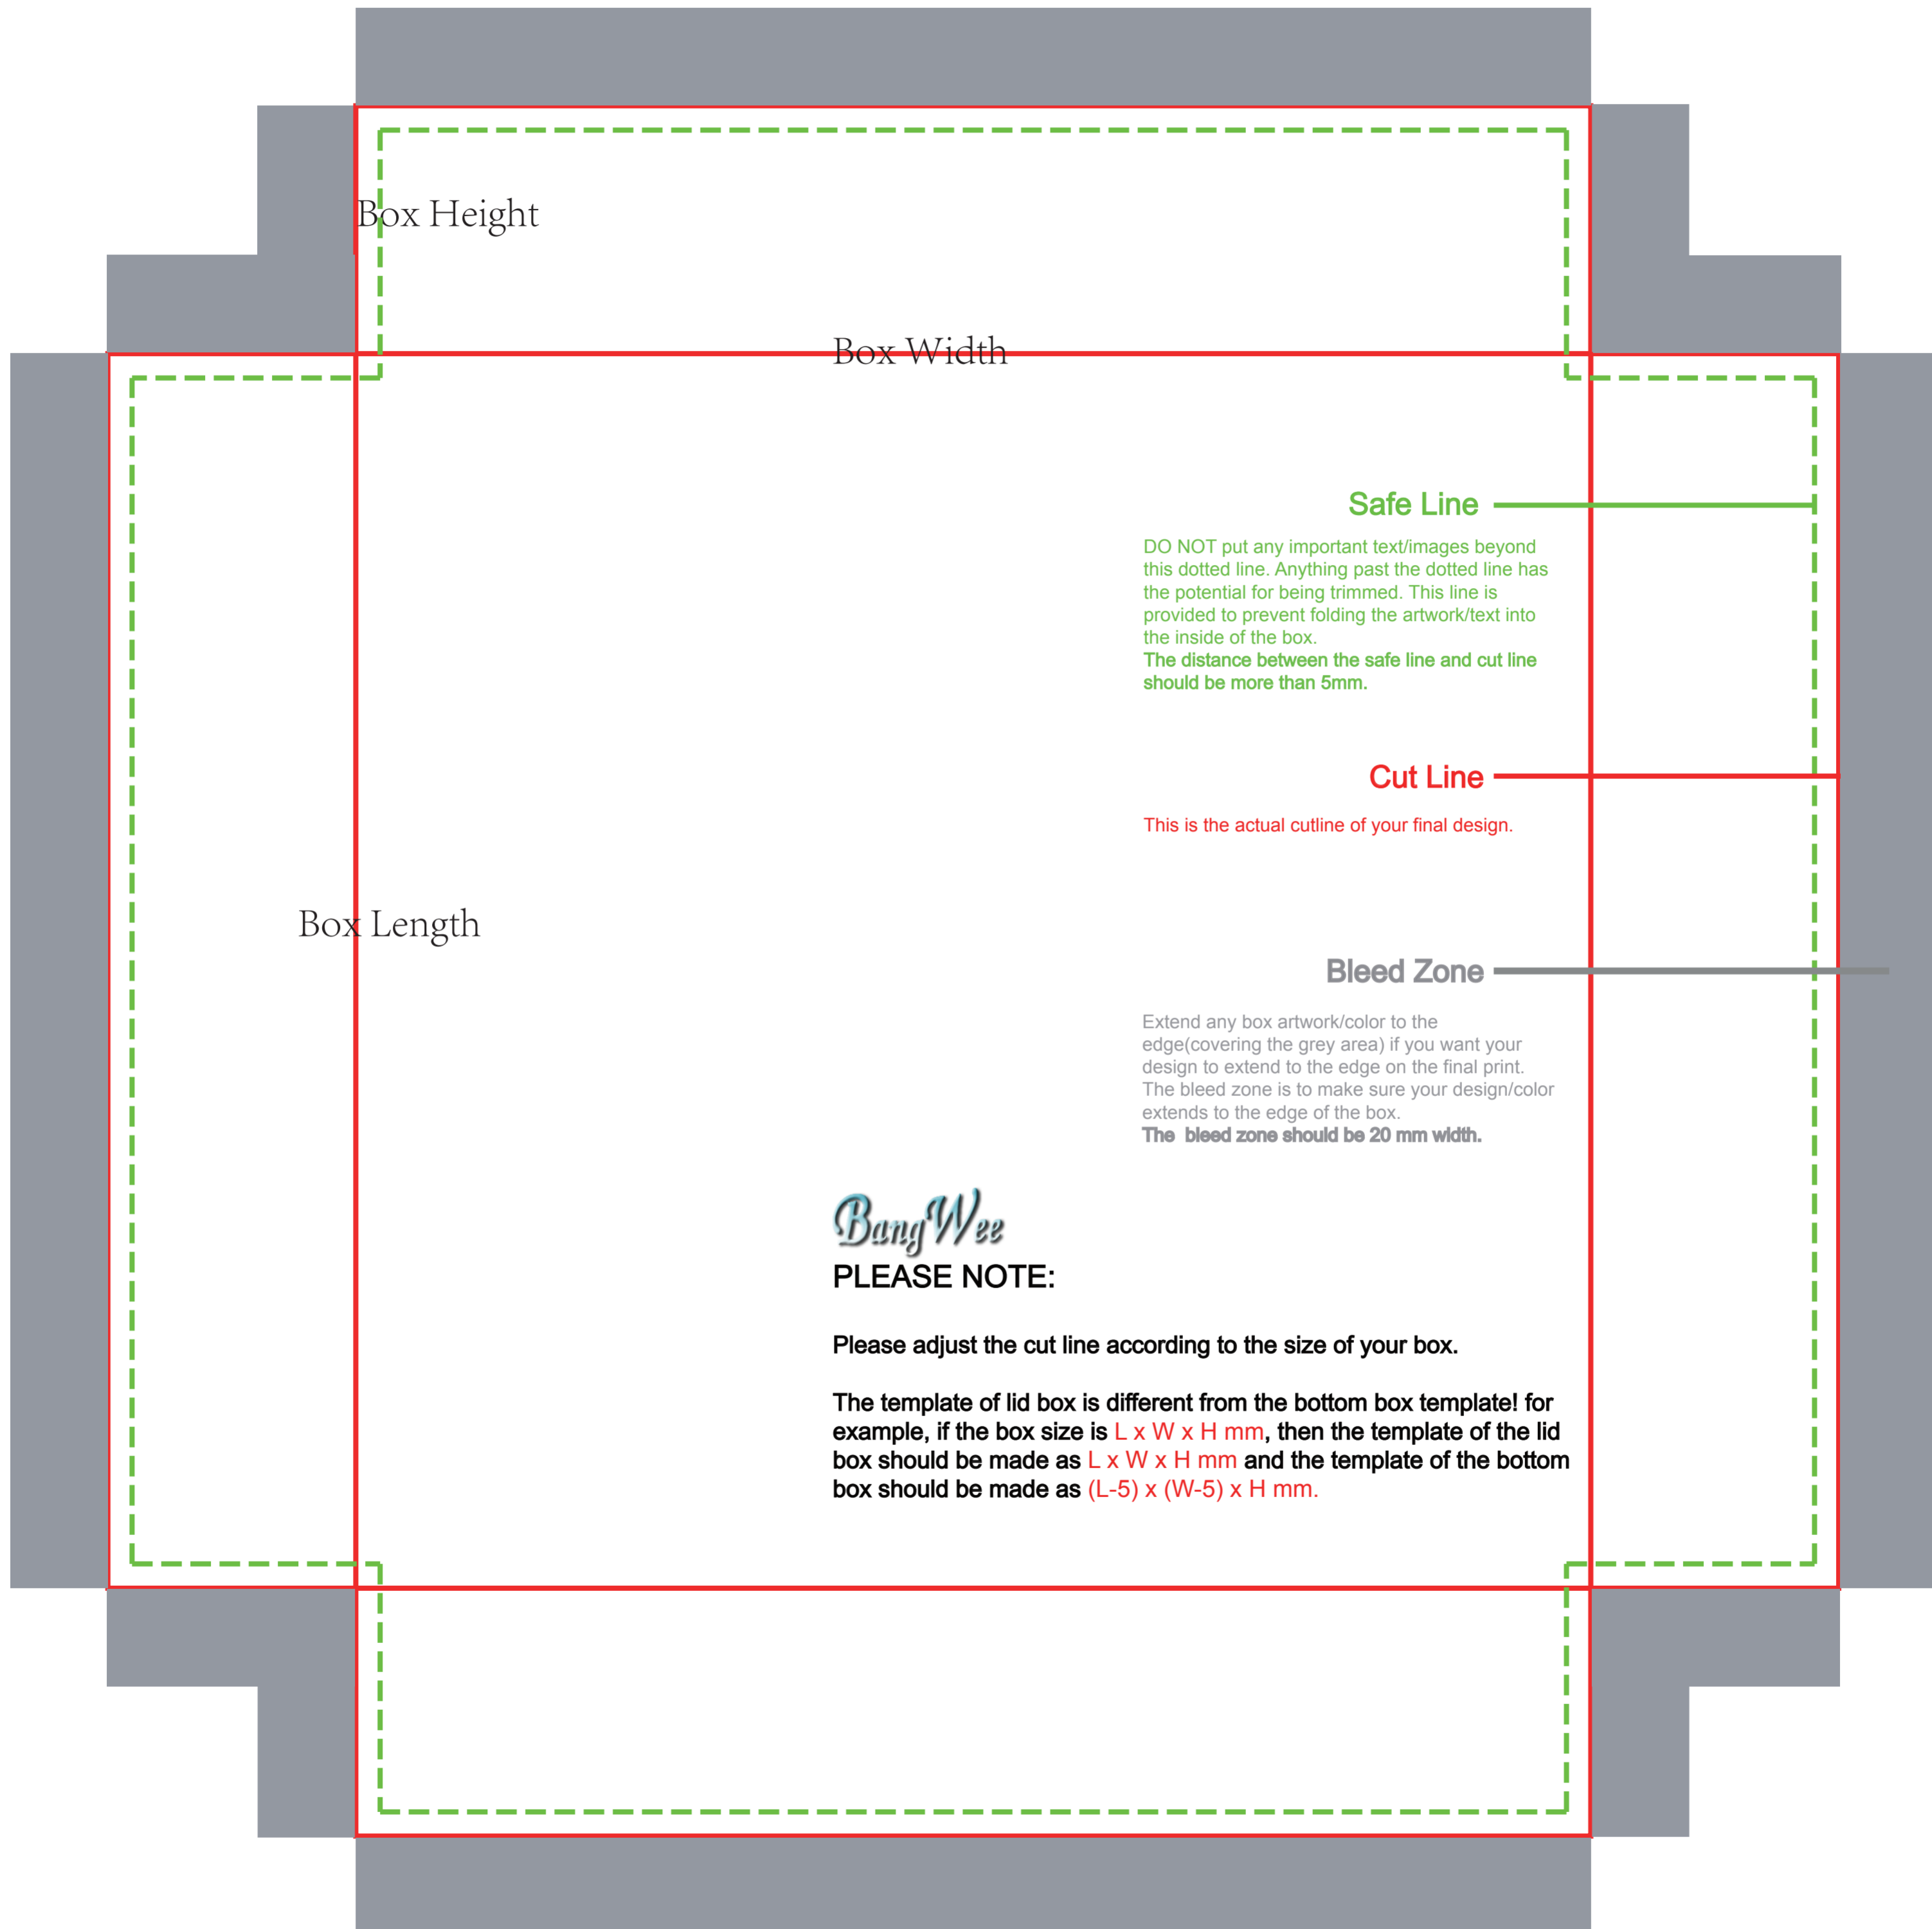 Box Height
Box Width
Safe Line
DO NOT put any important text/images beyond
this dotted line. Anything past the dotted line has
the potential for being trimmed. This line is
provided to prevent folding the artwork/text into
the inside of the box.
The distance between the safe line and cut line
should be more than 5mm.
Cut Line
This is the actual cutline of your final design.
Box Length
Bleed Zone
Extend any box artwork/color to the
edge(covering the grey area) if you want your
design to extend to the edge on the final print.
The bleed zone is to make sure your design/color
extends to the edge of the box.
The bleed zone should be 20 mm width.
BangWee
PLEASE NOTE:
Please adjust the cut line according to the size of your box.
The template of lid box is different from the bottom box template! for
example, if the box size is L x W x H mm, then the template of the lid
box should be made as L x W x H mm and the template of the bottom
box should be made as (L-5) x (W-5) x H mm.